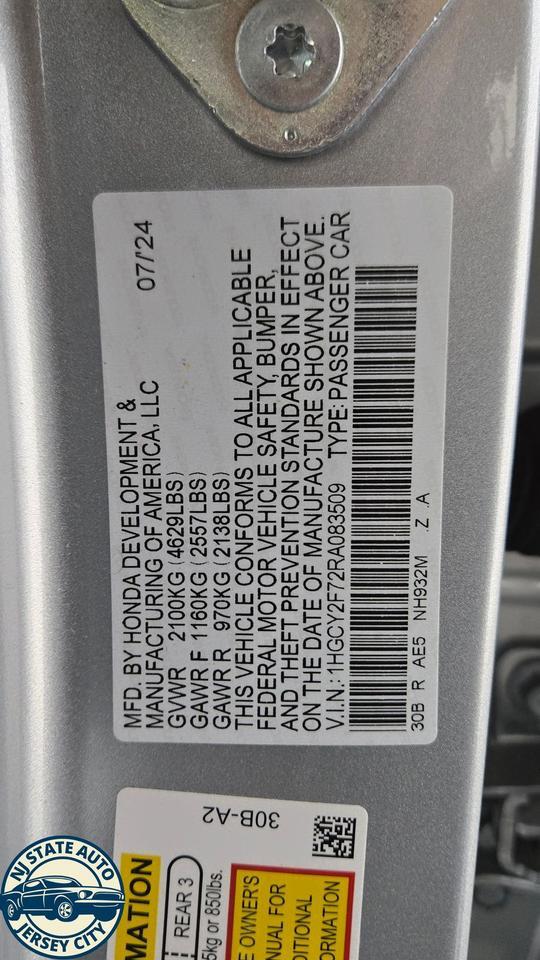 MFD. BY HONDA DEVELOPMENT & 07/'24
MANUFACTURING OF AMERICA, LLC
GVWR 2100KG (4629LBS)
GAWR F 1160KG (2557LBS)
GAWR R 970KG (2138LBS)
THIS VEHICLE CONFORMS TO ALL APPLICABLE
FEDERAL MOTOR VEHICLE SAFETY, BUMPER,
AND THEFT PREVENTION STANDARDS IN EFFECT
ON THE DATE OF MANUFACTURE SHOWN ABOVE.
V.I.N.: 1HGCY2F72RA083509 TYPE: PASSENGER CAR
30B R AE5 NH932M .Z .A
30B-A2
MATION
REAR 3
5kg or 850lbs.
E OWNER'S
NUAL FOR
DITIONAL
ORMATION
NJ STATE AUTO
JERSEY CITY